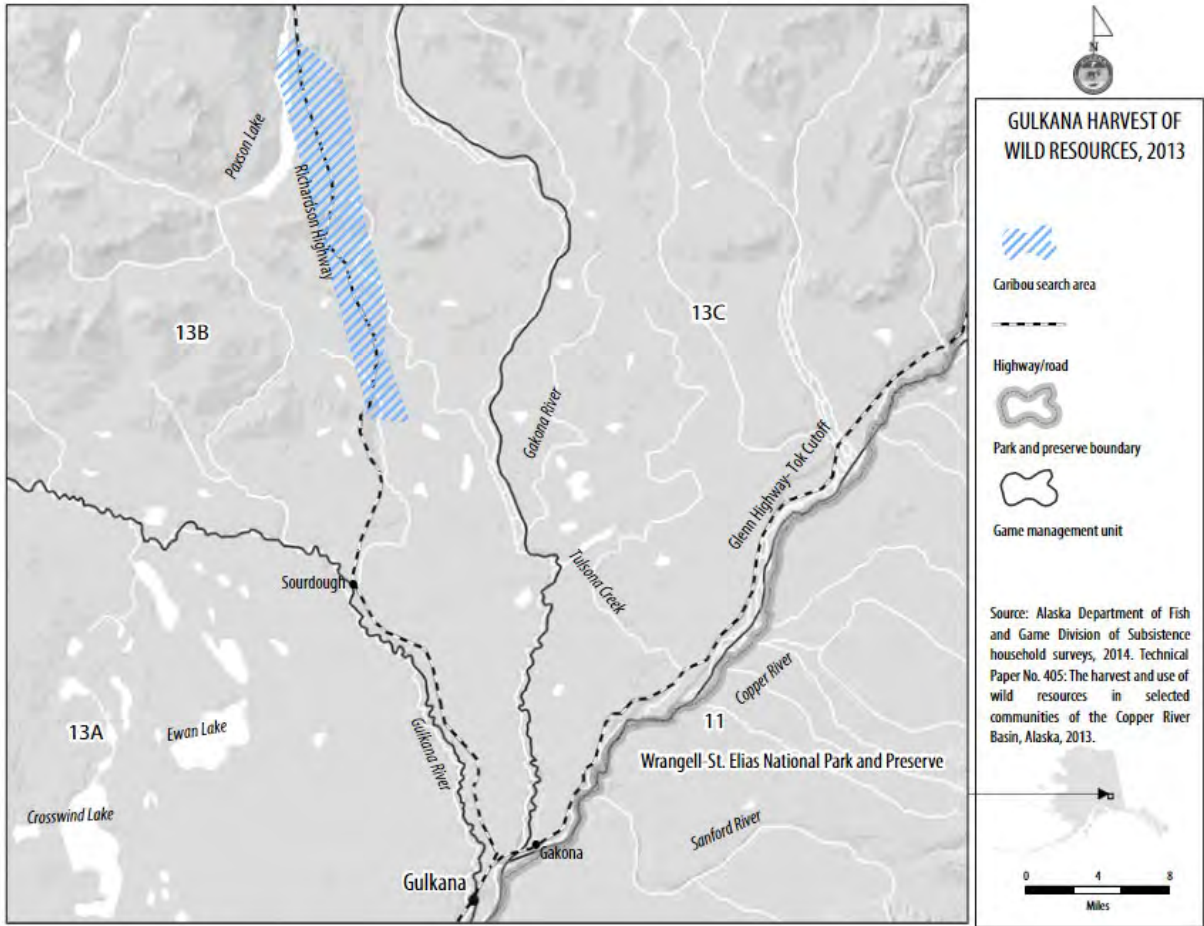 Paxson Lake
Richardson Highway
13B
13C
Gakona River
Glenn Highway- Tok Cutoff
Sourdough
Tulsona Creek
Copper River
13A
Ewan Lake
Gulkana River
11
Wrangell-St. Elias National Park and Preserve
Crosswind Lake
Sanford River
Gakona
Gulkana
N
GULKANA HARVEST OF
WILD RESOURCES, 2013
Caribou search area
Highway/road
Park and preserve boundary
Game management unit
Source: Alaska Department of Fish
and Game Division of Subsistence
household surveys, 2014. Technical
Paper No. 405: The harvest and use of
wild resources in selected
communities of the Copper River
Basin, Alaska, 2013.
0 4 8
Miles